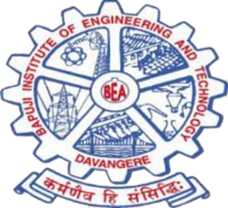 BAPUJI INSTITUTE OF ENGINEERING AND TECHNOLOGY
BEA
DAVANGERE
कर्मणैव हि संसिद्धिः